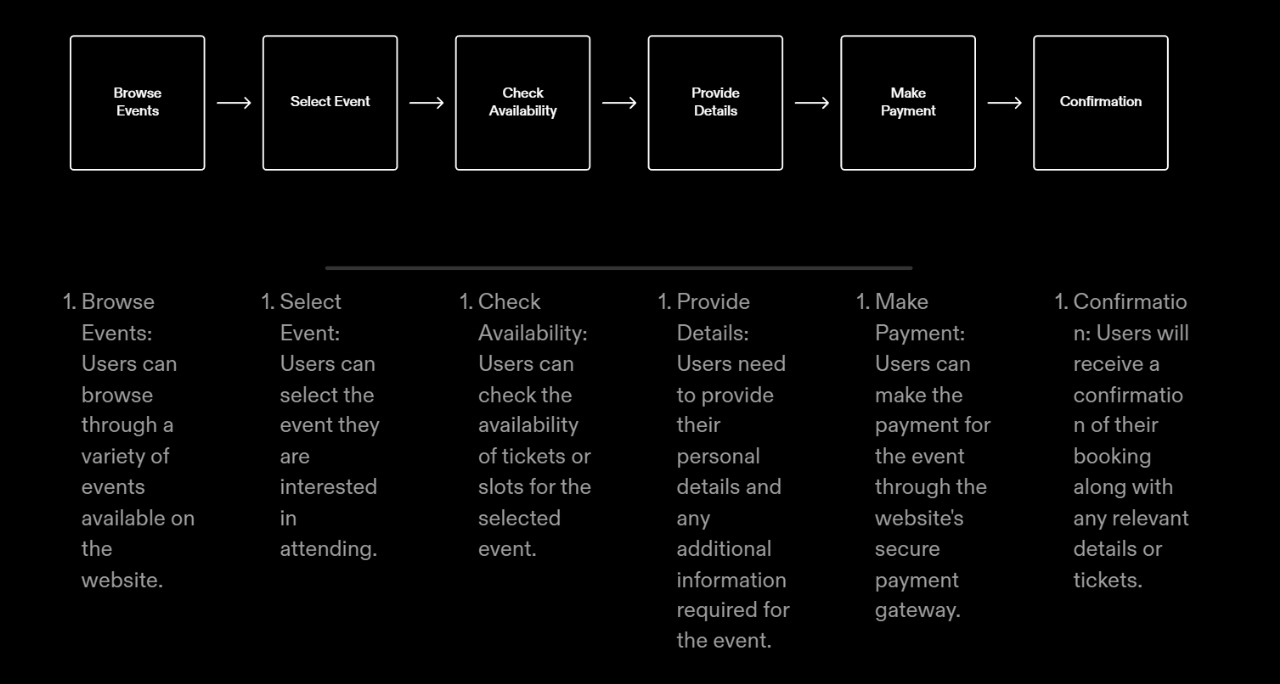 Browse
Events
Select Event
Check
Availability
Provide
Details
Make
Payment
Confirmation
1. Browse
Events:
Users can
browse
through a
variety of
events
available on
the
website.
1. Select
Event:
Users can
select the
event they
are
interested
in
attending.
1. Check
Availability:
Users can
check the
availability
of tickets or
slots for the
selected
event.
1. Provide
Details:
Users need
to provide
their
personal
details and
any
additional
information
required for
the event.
1. Make
Payment:
Users can
make the
payment for
the event
through the
website's
secure
payment
gateway.
1. Confirmatio
n: Users will
receive a
confirmatio
n of their
booking
along with
any relevant
details or
tickets.